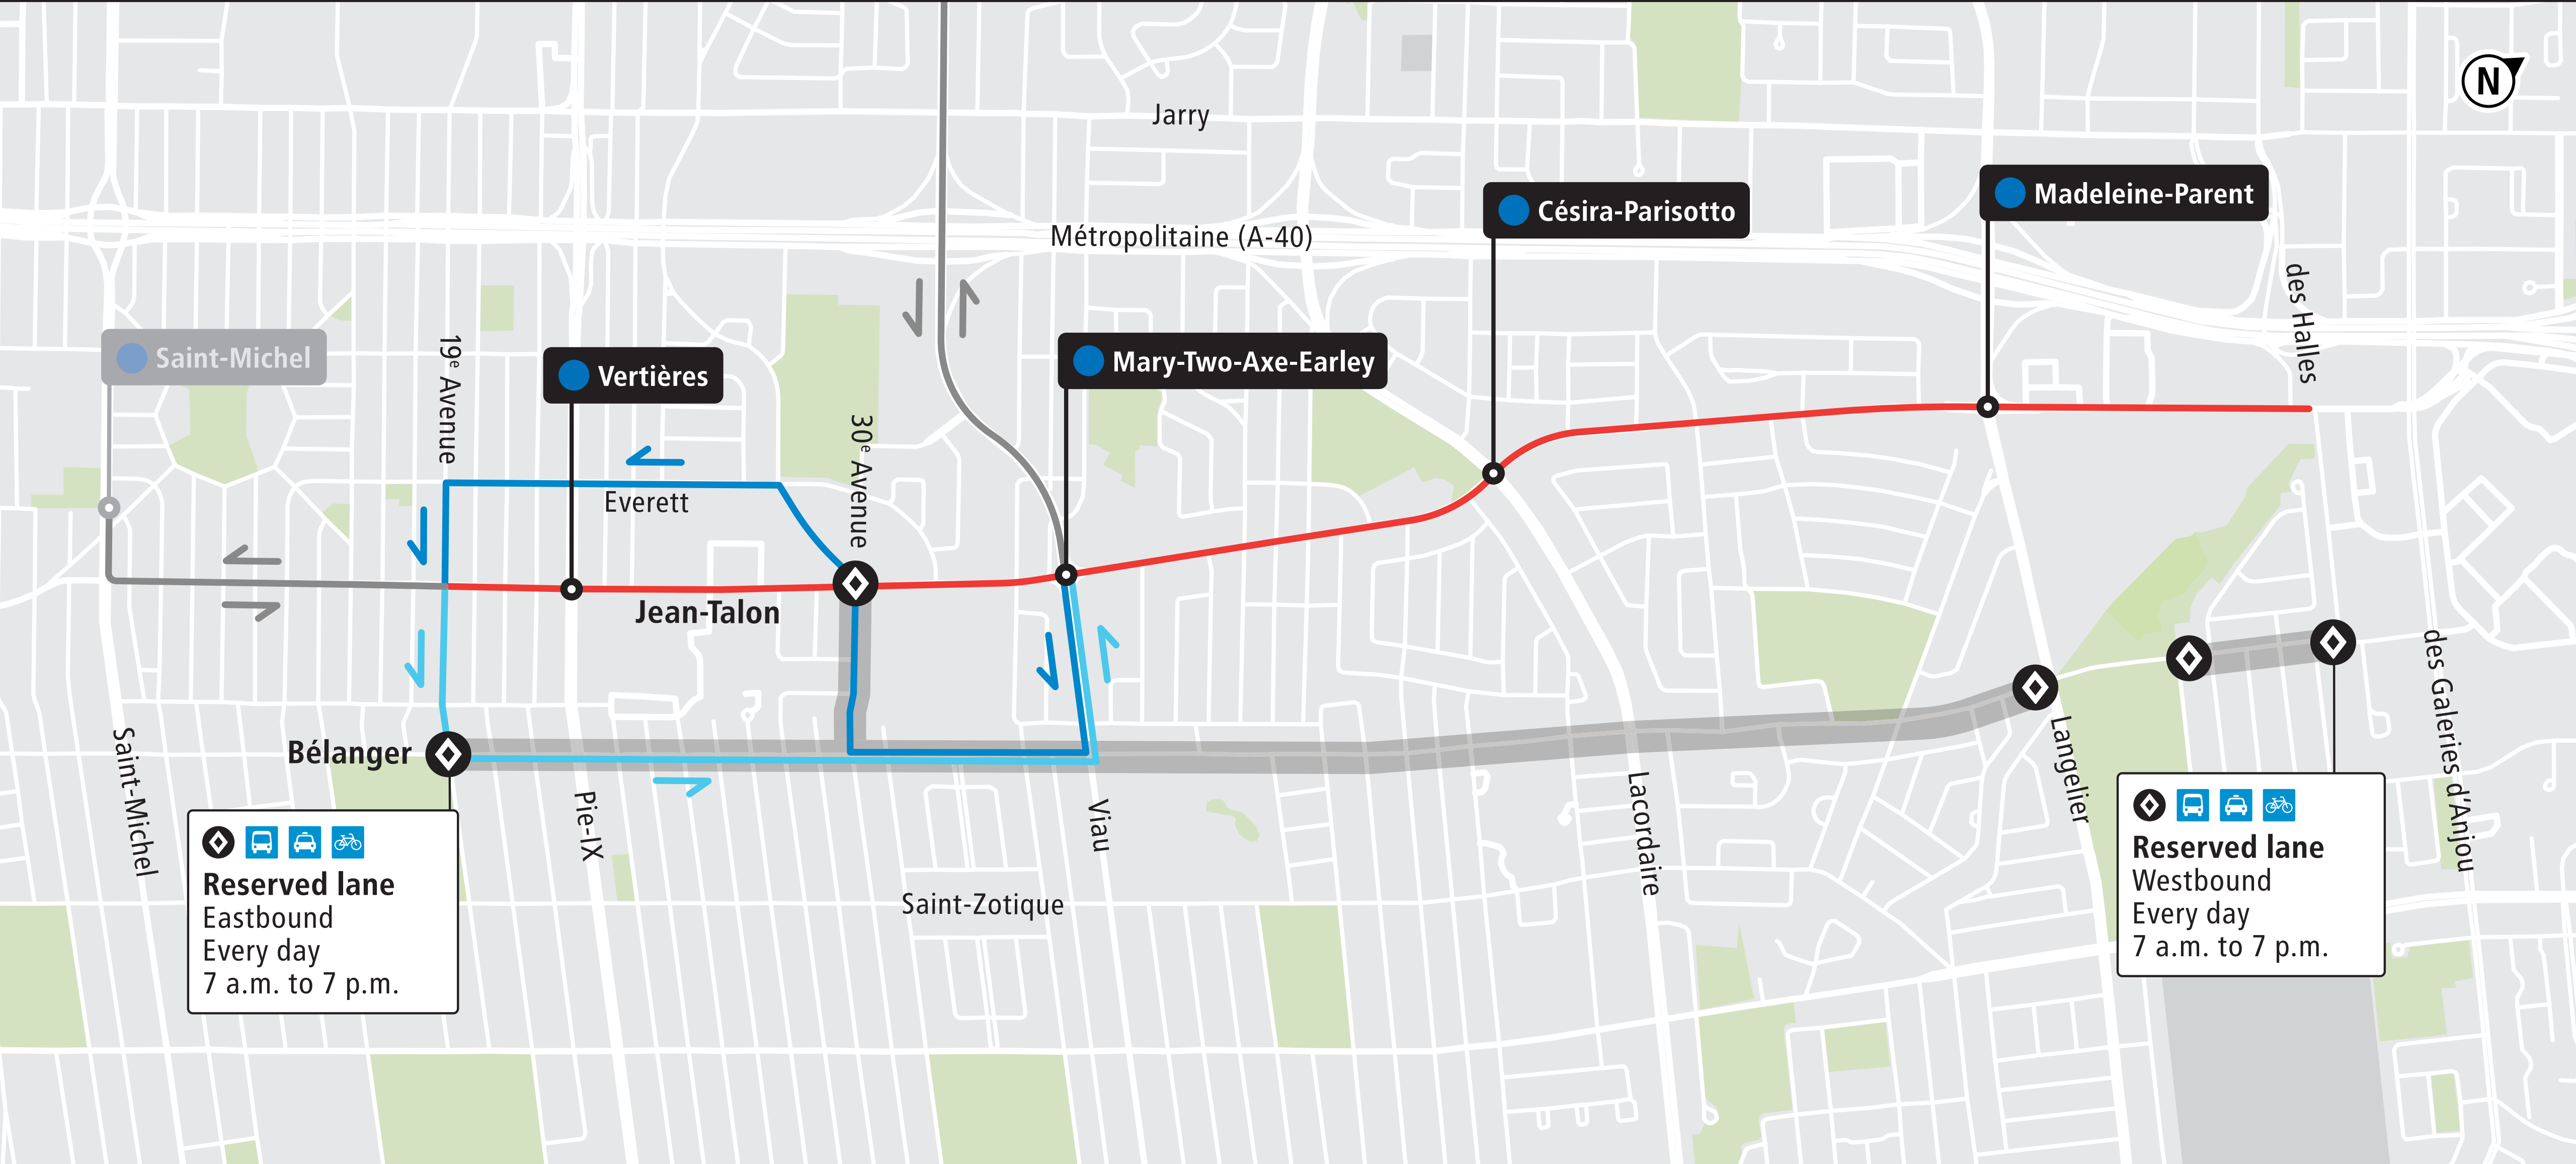 Jarry
N
Madeleine-Parent
Césira-Parisotto
Métropolitaine (A-40)
des Halles
Saint-Michel
19e Avenue
Vertières
Mary-Two-Axe-Earley
30e Avenue
Everett
Jean-Talon
Bélanger
Saint-Michel
Pie-IX
Viau
Lacordaire
Langelier
des Galeries d'Anjou
Saint-Zotique
Reserved lane
Eastbound
Every day
7 a.m. to 7 p.m.
Reserved lane
Westbound
Every day
7 a.m. to 7 p.m.